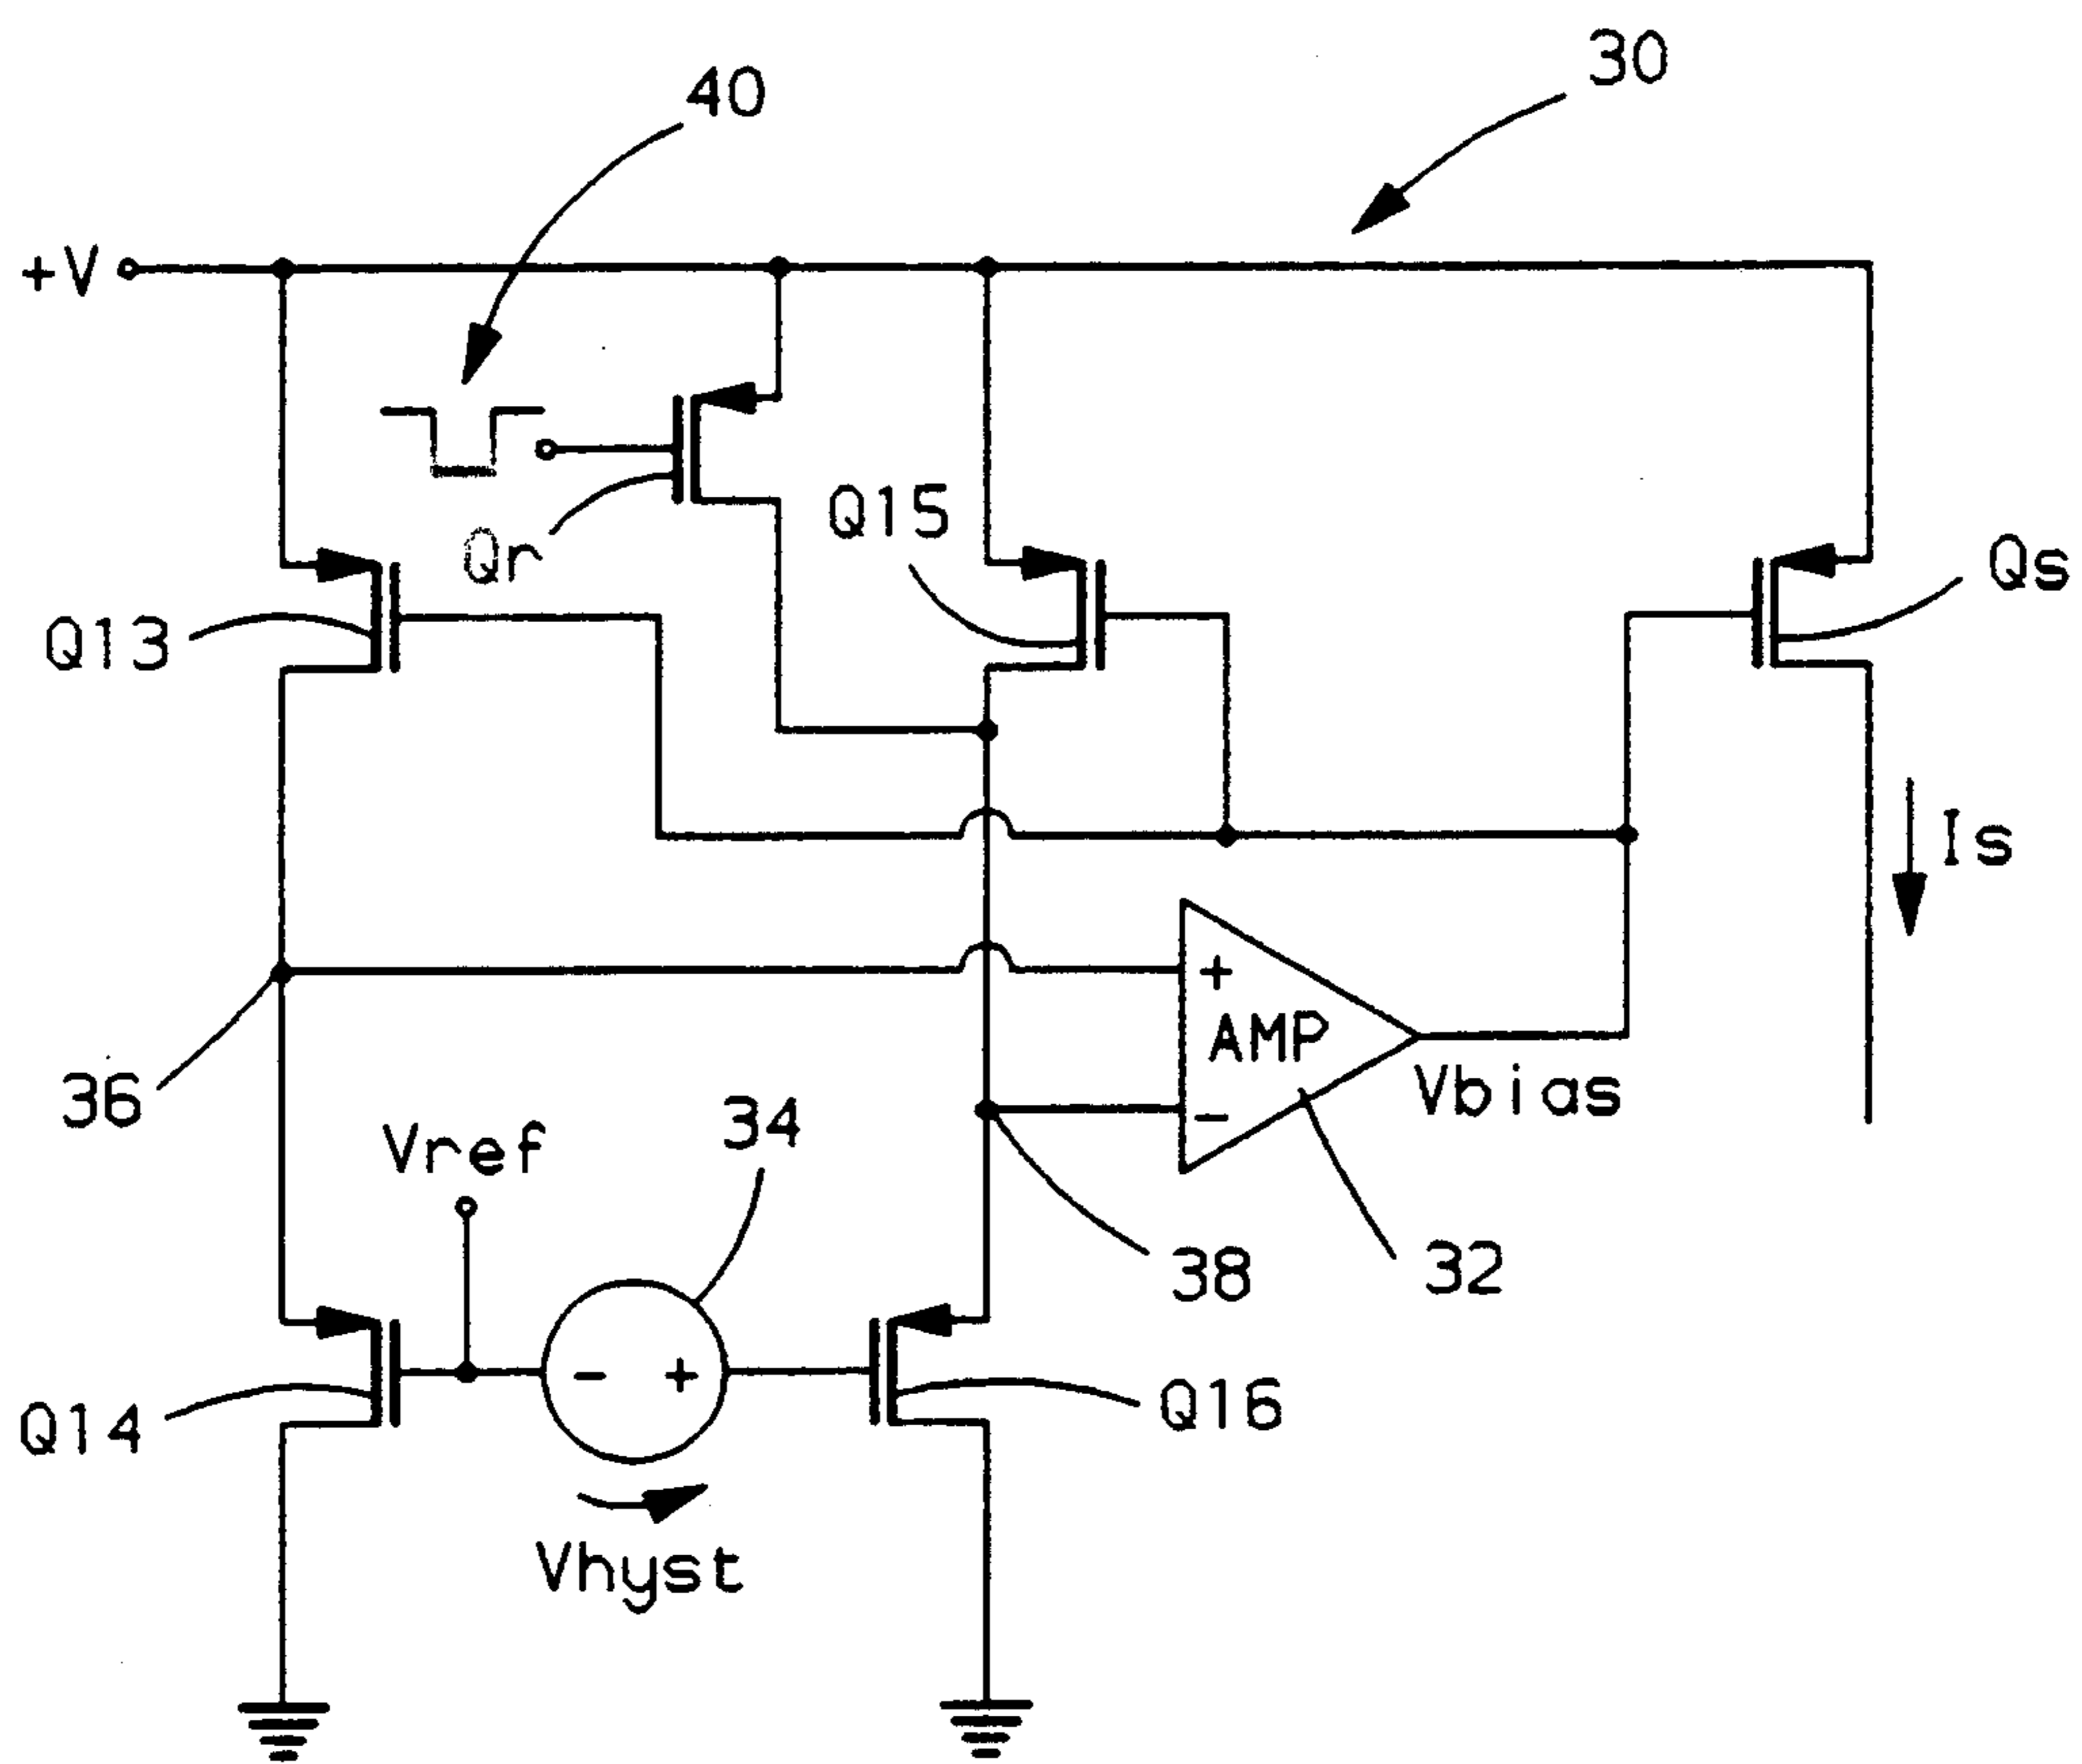 30
40
+V
Q15
Qr
Qs
Q13
Is
+
AMP
Vbias
-
36
34
Vref
38
32
- +
Q16
Q14
Vhyst